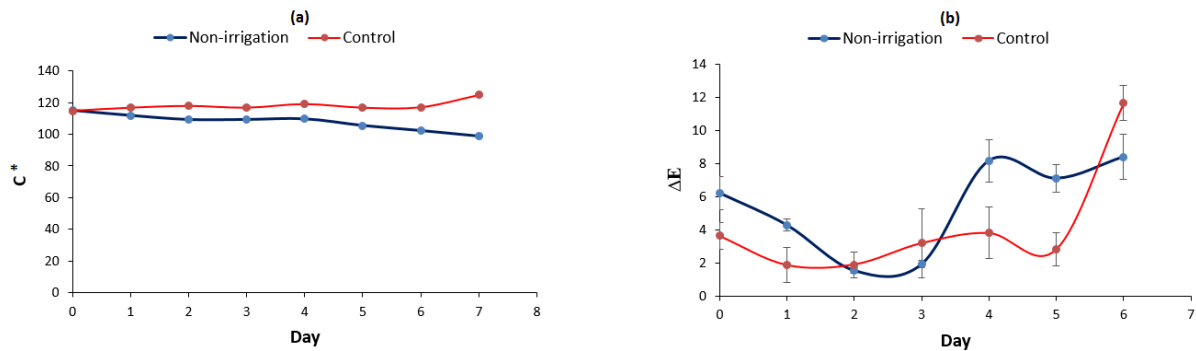 (a)
Non-irrigation Control
140
120
100
80
60
40
20
0
C *
0 1 2 3 4 5 6 7 8
Day
(b)
Non-irrigation Control
14
12
10
8
6
4
2
0
ΔE
0 1 2 3 4 5 6 7
Day